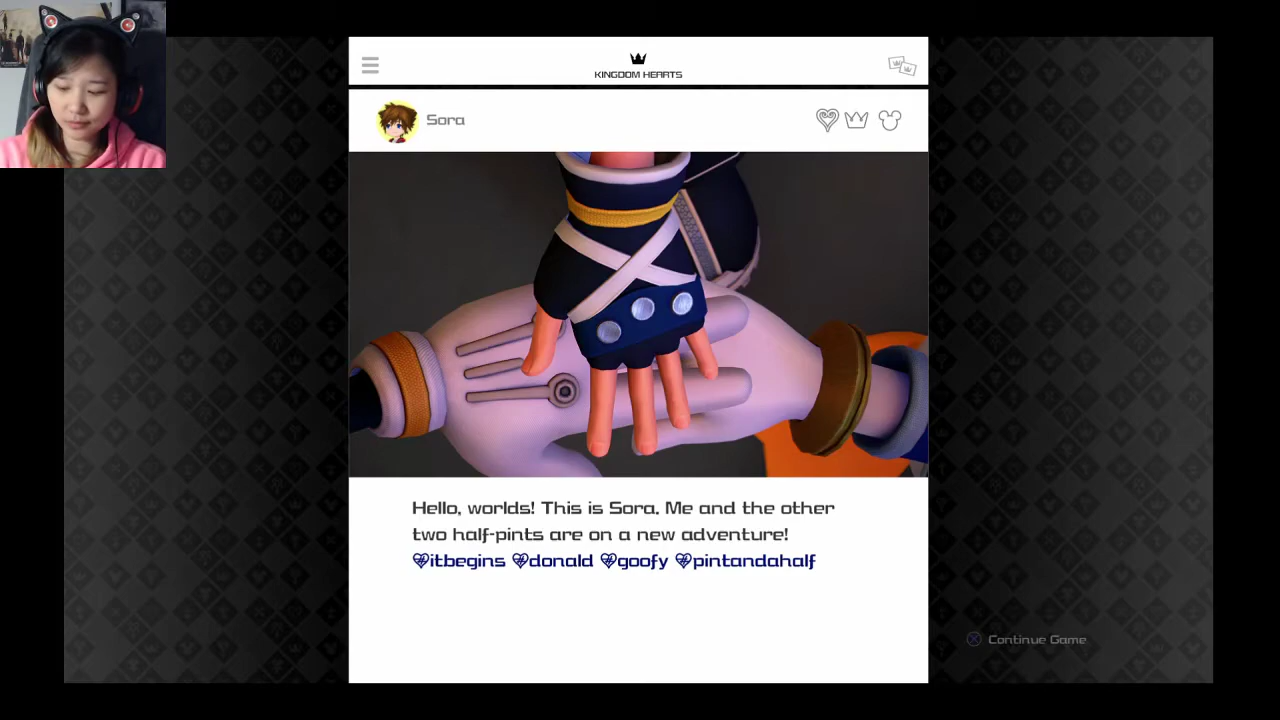 KINGDOM HEARTS
Sora
Hello, worlds! This is Sora. Me and the other
two half-pints are on a new adventure!
itbegins donald goofy pintandahalf
Continue Game